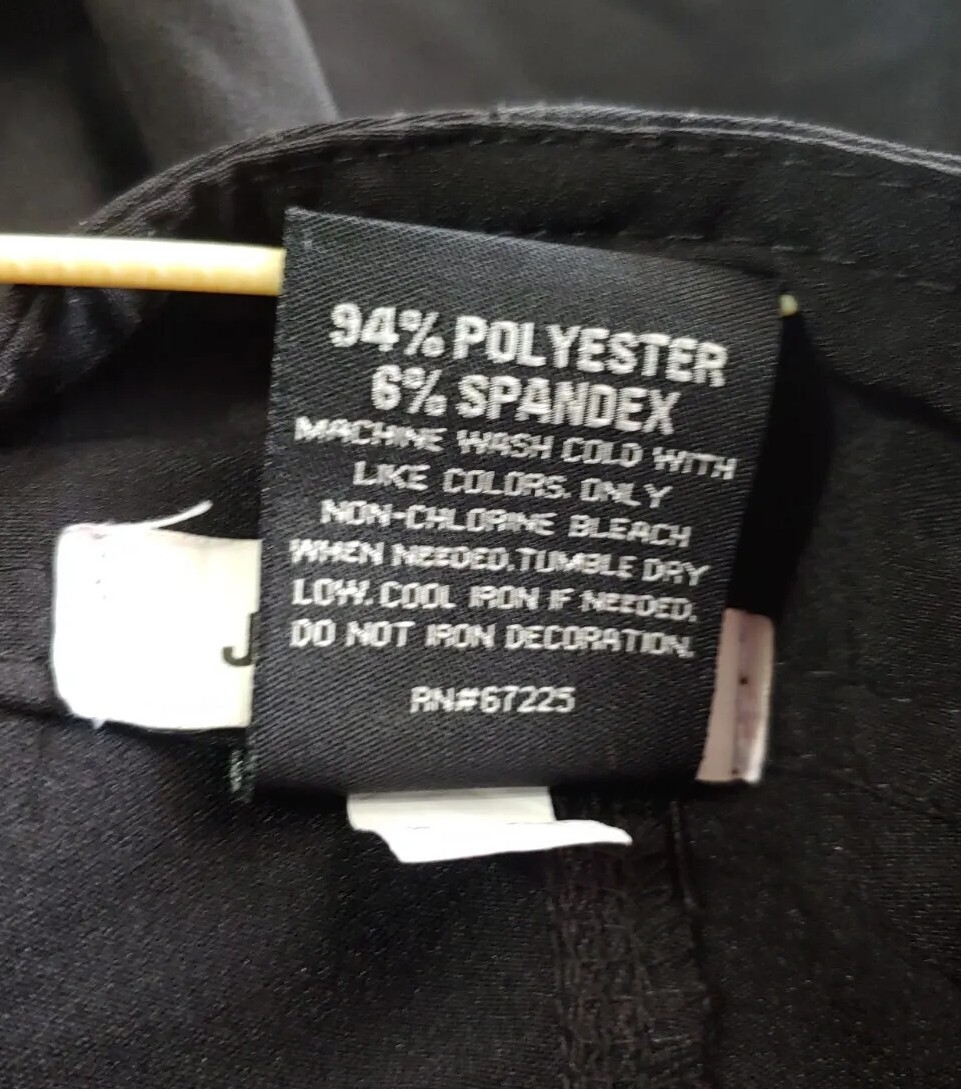 94% POLYESTER
6% SPANDEX
MACHINE WASH COLD WITH
LIKE COLORS. ONLY
NON-CHLORINE BLEACH
WHEN NEEDED.TUMBLE DRY
LOW. COOL IRON IF NEEDED.
DO NOT IRON DECORATION.
RN#67225
J